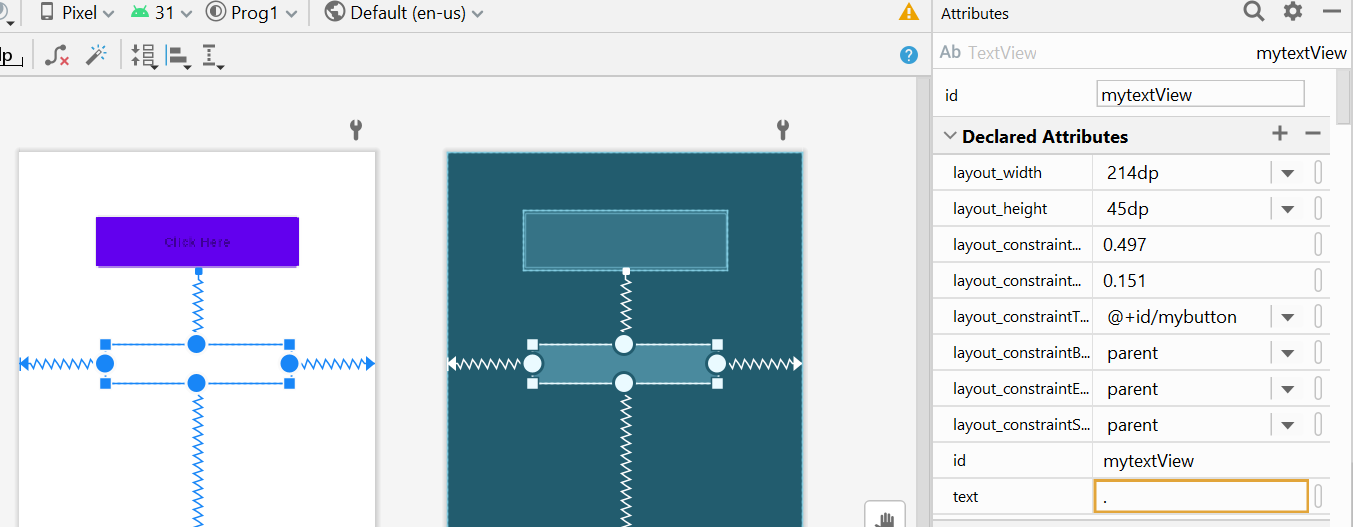 Pixel 31 Prog1 Default (en-us)
Attributes
lp
?
Ab TextView mytextView
id mytextView
Declared Attributes
layout_width 214dp
layout_height 45dp
layout_constraint... 0.497
layout_constraint... 0.151
layout_constraintT... @+id/mybutton
layout_constraintB... parent
layout_constraintE... parent
layout_constraintS... parent
id mytextView
text .
Click Here